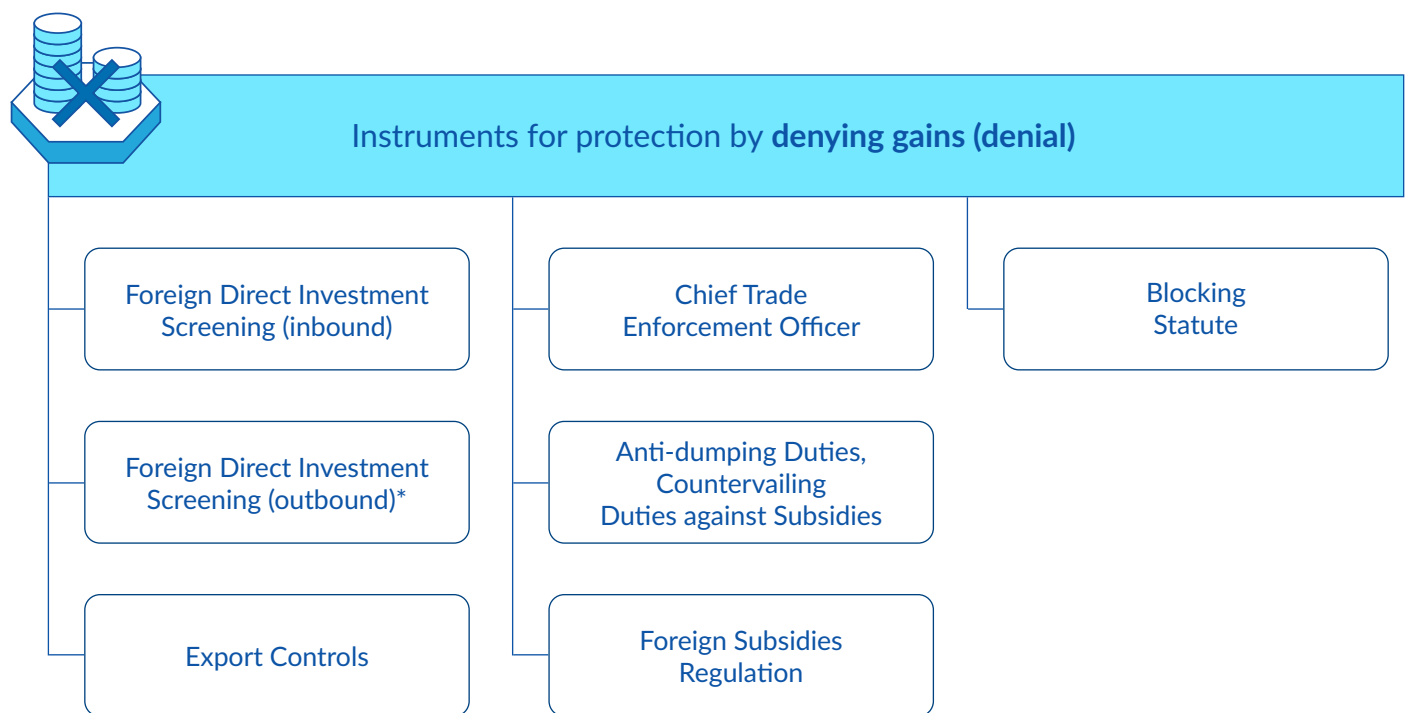 Instruments for protection by denying gains (denial)
Foreign Direct Investment
Screening (inbound)
Foreign Direct Investment
Screening (outbound)*
Export Controls
Chief Trade
Enforcement Officer
Anti-dumping Duties,
Countervailing
Duties against Subsidies
Foreign Subsidies
Regulation
Blocking
Statute